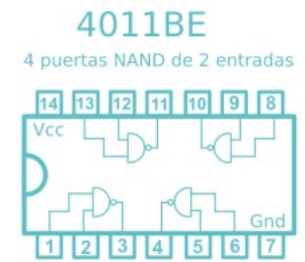 4011BE
4 puertas NAND de 2 entradas
14 13 12 11 10 9 8
Vcc
Gnd
1 2 3 4 5 6 7